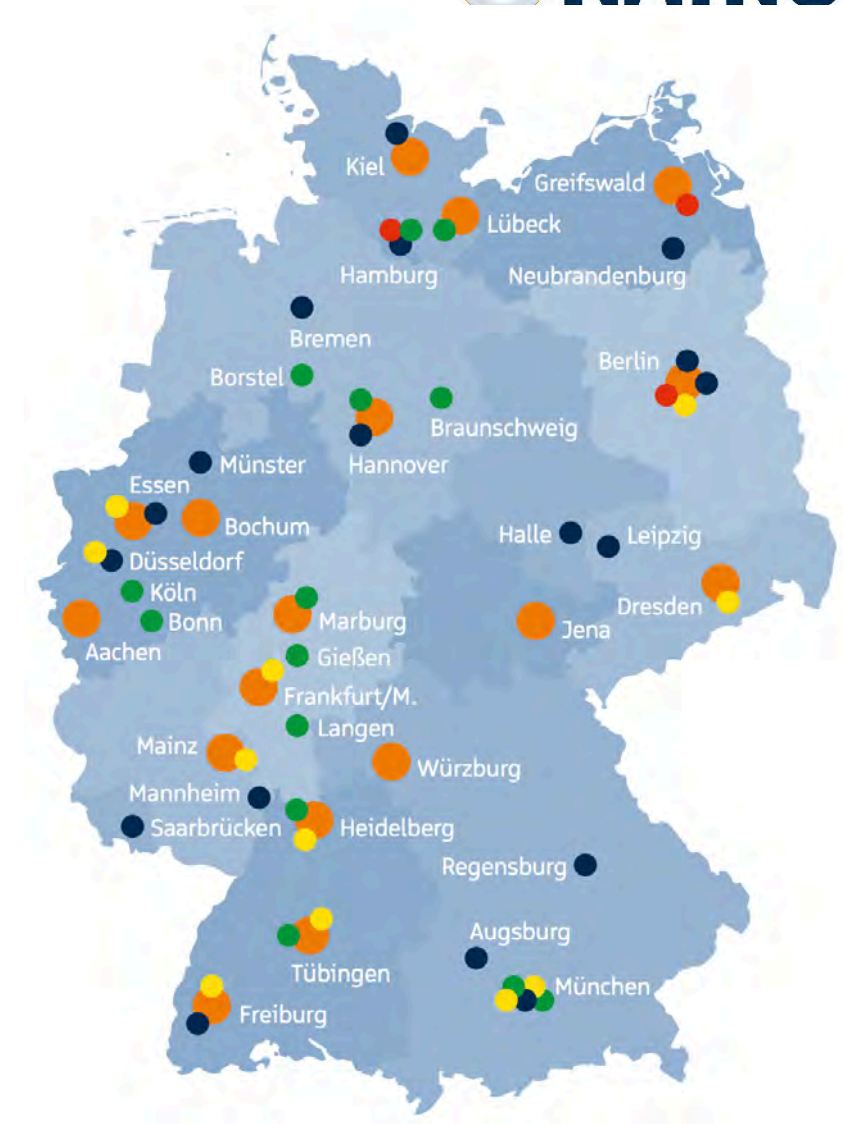 Kiel
Greifswald
Lübeck
Hamburg
Neubrandenburg
Bremen
Berlin
Borstel
Braunschweig
Münster
Hannover
Essen
Bochum
Halle
Leipzig
Düsseldorf
Köln
Dresden
Bonn
Marburg
Jena
Aachen
Gießen
Frankfurt/M.
Langen
Mainz
Würzburg
Mannheim
Saarbrücken
Heidelberg
Regensburg
Augsburg
Tübingen
München
Freiburg